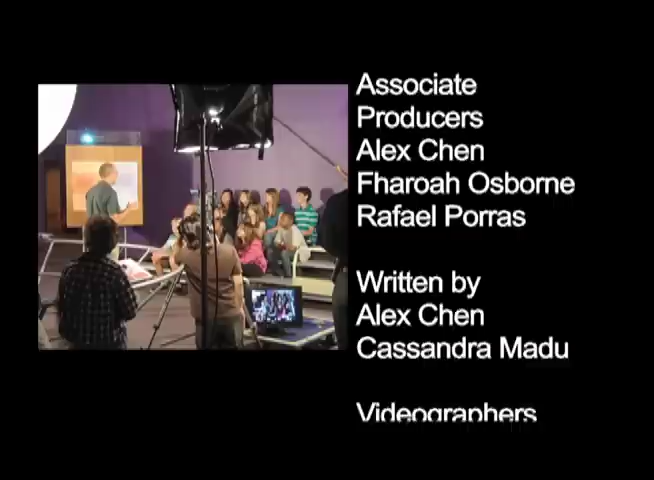 Associate
Producers
Alex Chen
Fharoah Osborne
Rafael Porras
Written by
Alex Chen
Cassandra Madu
Videographers